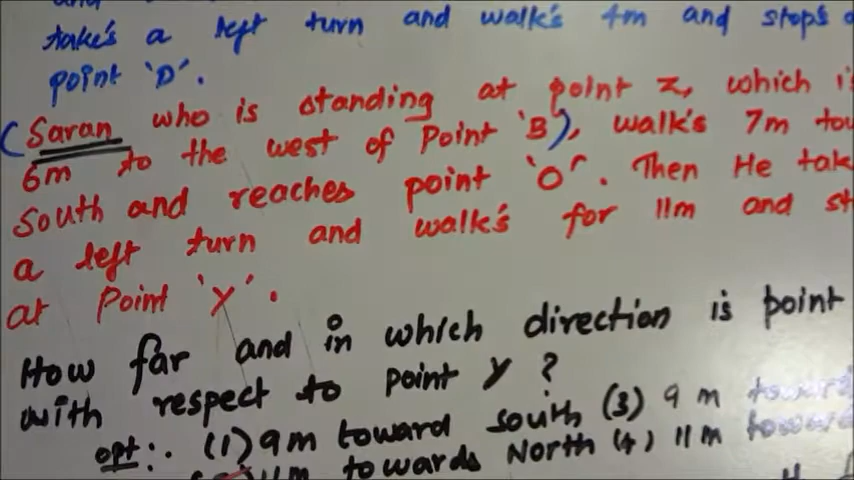 take's a left turn and walk's 4m and stops
point 'D'.
(Saran who is standing at point z, which
6m to the west of Point 'B'), walk's 7m
South and reaches point 'O'. Then He
a left turn and walk's for 11m and
at Point 'Y'.
How far and in which direction is point
with respect to point y ?
opt:. (1) 9m toward south (3) 9 m toward
11m towards North (4) 11m toward